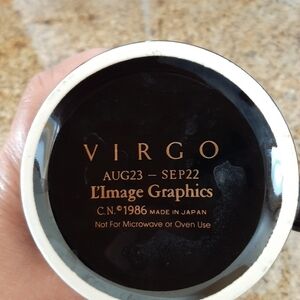 VIRGO
AUG23 – SEP22
L'Image Graphics
C.N.©1986 MADE IN JAPAN
Not For Microwave or Oven Use